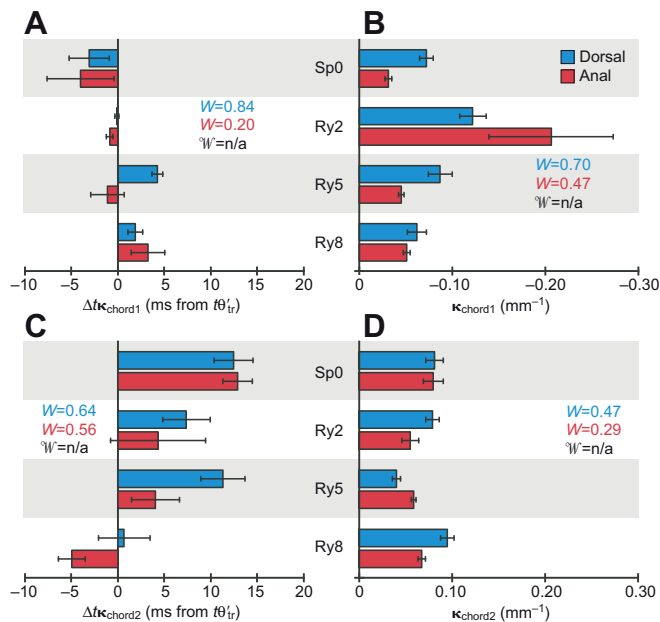 A
B
Dorsal
Anal
Sp0
Ry2
Ry5
Ry8
W=0.84
W=0.20
𝒲=n/a
W=0.70
W=0.47
𝒲=n/a
–10 –5 0 5 10 15 20
Δtκchord1 (ms from tθ′tr)
0 –0.10 –0.20 –0.30
κchord1 (mm–1)
C
D
Sp0
Ry2
Ry5
Ry8
W=0.64
W=0.56
𝒲=n/a
W=0.47
W=0.29
𝒲=n/a
–10 –5 0 5 10 15 20
Δtκchord2 (ms from tθ′tr)
0 0.10 0.20 0.30
κchord2 (mm–1)